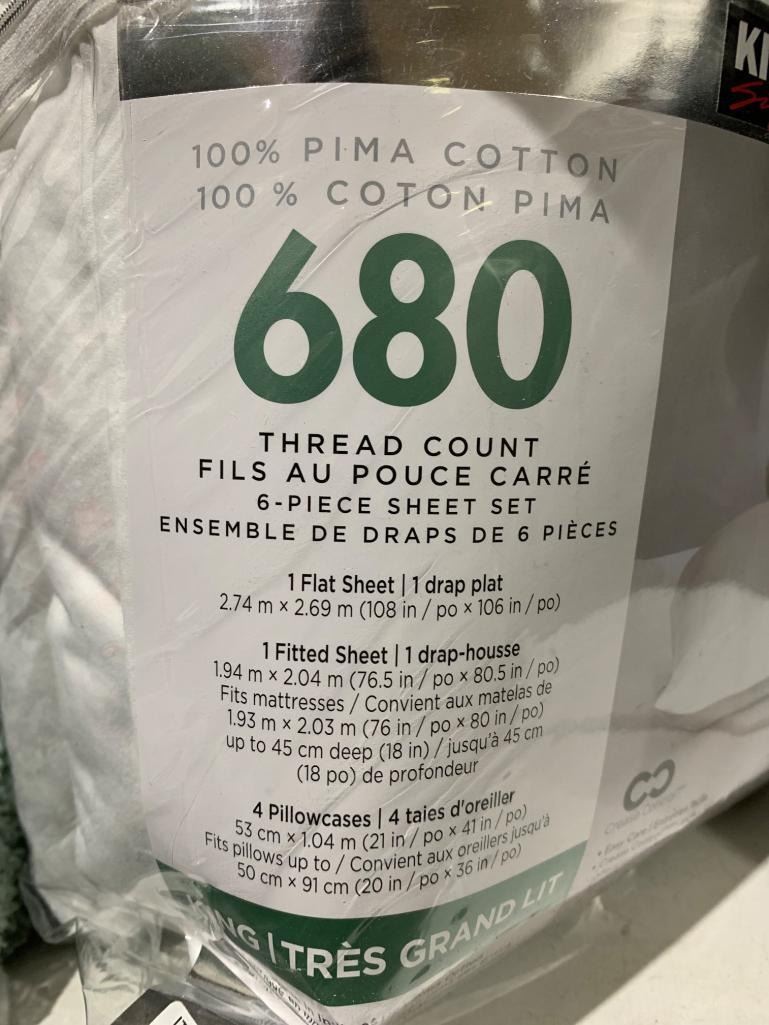 100% PIMA COTTON
100 % COTON PIMA
680
THREAD COUNT
FILS AU POUCE CARRÉ
6-PIECE SHEET SET
ENSEMBLE DE DRAPS DE 6 PIÈCES
1 Flat Sheet | 1 drap plat
2.74 m × 2.69 m (108 in / po × 106 in / po)
1 Fitted Sheet | 1 drap-housse
1.94 m × 2.04 m (76.5 in / po × 80.5 in / po)
Fits mattresses / Convient aux matelas de
1.93 m × 2.03 m (76 in / po × 80 in / po)
up to 45 cm deep (18 in) / jusqu'à 45 cm
(18 po) de profondeur
4 Pillowcases | 4 taies d'oreiller
53 cm × 1.04 m (21 in / po × 41 in / po)
Fits pillows up to / Convient aux oreillers jusqu'à
50 cm × 91 cm (20 in / po × 36 in / po)
KING | TRÈS GRAND LIT
• Easy Care